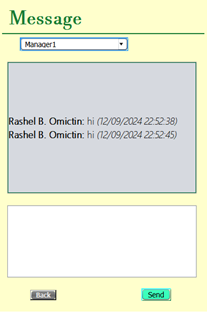 Message
Manager1
Rashel B. Omictin: hi (12/09/2024 22:52:38)
Rashel B. Omictin: hi (12/09/2024 22:52:45)
Back
Send